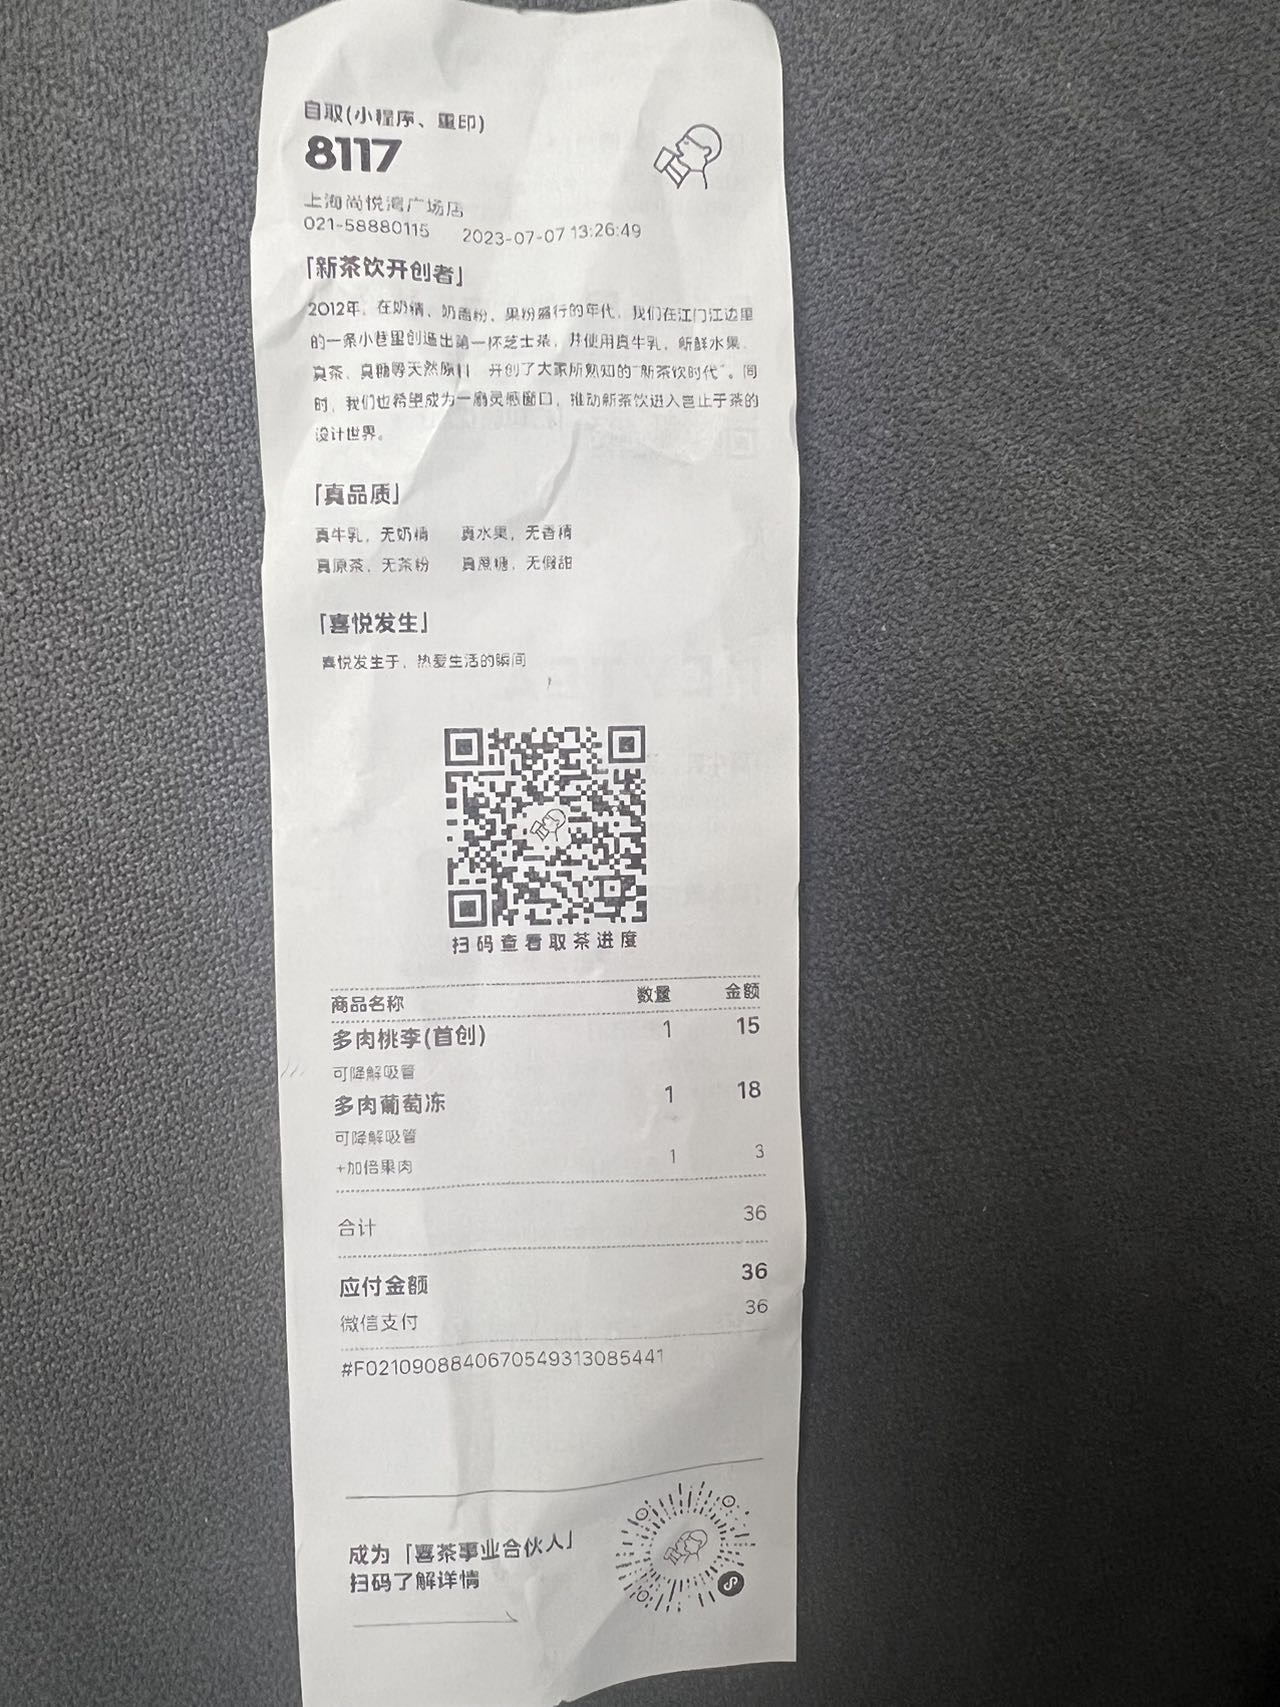 自取(小程序、重印)
8117
上海尚悦湾广场店
021-58880115 2023-07-07 13:26:49
「新茶饮开创者」
2012年，在奶精、奶盖粉、果粉盛行的年代，我们在江门江边里
的一条小巷里创造出第一杯芝士茶，并使用真牛乳、新鲜水果、
真茶、真糖等天然原料，开创了大家所熟知的“新茶饮时代”。同
时，我们也希望成为一扇灵感窗口，推动新茶饮进入岂止于茶的
设计世界。
「真品质」
真牛乳，无奶精 真水果，无香精
真原茶，无茶粉 真蔗糖，无假甜
「喜悦发生」
喜悦发生于，热爱生活的瞬间
扫码查看取茶进度
商品名称 数量 金额
多肉桃李(首创) 1 15
可降解吸管
多肉葡萄冻 1 18
可降解吸管
+加倍果肉 1 3
合计 36
应付金额 36
微信支付 36
#F0210908840670549313085441
成为「喜茶事业合伙人」
扫码了解详情